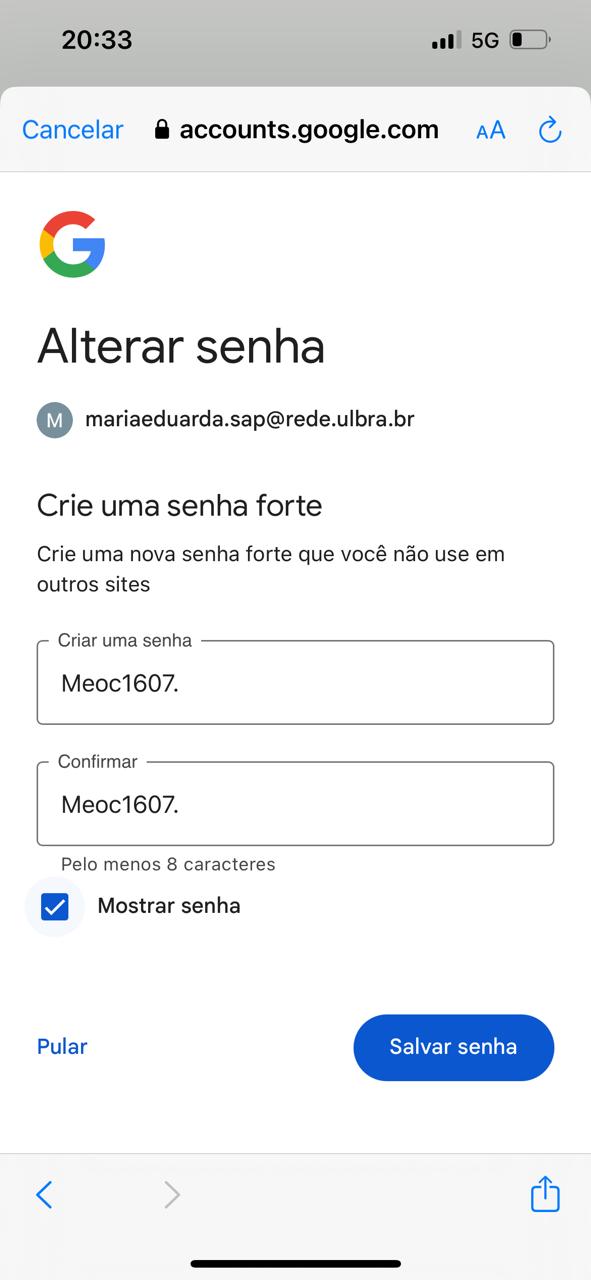 20:33
5G
Cancelar
accounts.google.com
AA
G
Alterar senha
M
mariaeduarda.sap@rede.ulbra.br
Crie uma senha forte
Crie uma nova senha forte que você não use em
outros sites
Criar uma senha
Meoc1607.
Confirmar
Meoc1607.
Pelo menos 8 caracteres
Mostrar senha
Pular
Salvar senha